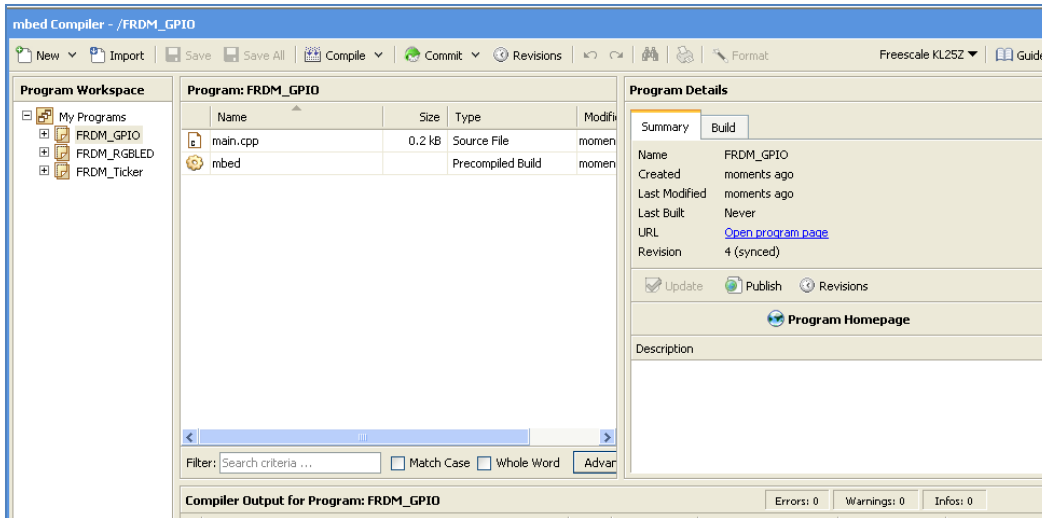 mbed Compiler - /FRDM_GPIO
New Import Save Save All Compile Commit Revisions Format Freescale KL25Z Guide
Program Workspace
My Programs
FRDM_GPIO
FRDM_RGBLED
FRDM_Ticker
Program: FRDM_GPIO
Name Size Type Modifi
main.cpp 0.2 kB Source File momen
mbed Precompiled Build momen
Filter: Search criteria ... Match Case Whole Word Advar
Program Details
Summary Build
Name FRDM_GPIO
Created moments ago
Last Modified moments ago
Last Built Never
URL Open program page
Revision 4 (synced)
Update Publish Revisions
Program Homepage
Description
Compiler Output for Program: FRDM_GPIO Errors: 0 Warnings: 0 Infos: 0